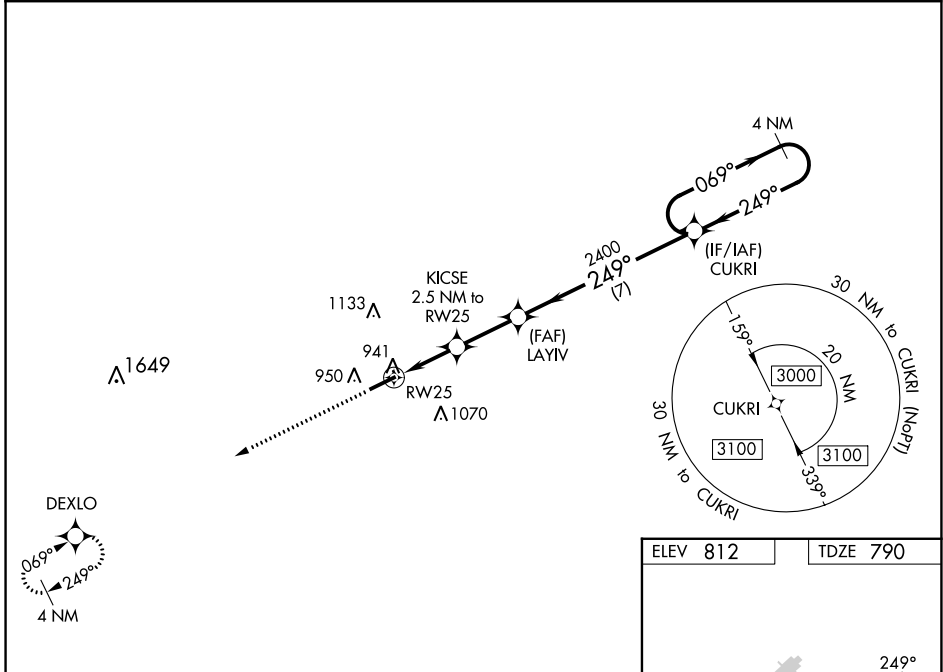 4 NM
069°
249°
(IF/IAF)
CUKRI
2400
249°
(7)
KICSE
2.5 NM to
RW25
(FAF)
LAYIV
1133
941
950
RW25
1070
1649
30 NM to CUKRI (NoPT)
159°
20 NM
3000
CUKRI
3100
3100
339°
30 NM to CUKRI
DEXLO
069°
249°
4 NM
ELEV 812
TDZE 790
249°